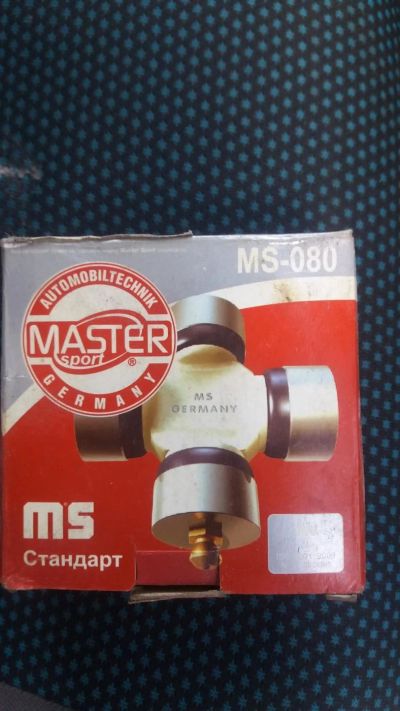 MS-080
AUTOMOBILTECHNIK
MASTER
sport ®
GERMANY
MS
GERMANY
ms
Стандарт